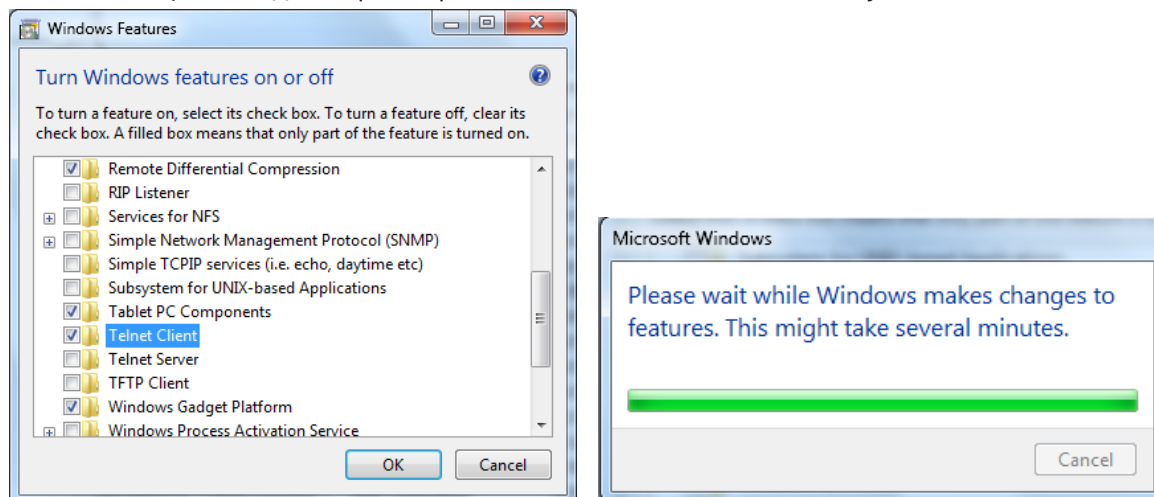 Windows Features
Turn Windows features on or off
To turn a feature on, select its check box. To turn a feature off, clear its
check box. A filled box means that only part of the feature is turned on.
Remote Differential Compression
RIP Listener
Services for NFS
Simple Network Management Protocol (SNMP)
Simple TCPIP services (i.e. echo, daytime etc)
Subsystem for UNIX-based Applications
Tablet PC Components
Telnet Client
Telnet Server
TFTP Client
Windows Gadget Platform
Windows Process Activation Service
OK
Cancel
Microsoft Windows
Please wait while Windows makes changes to
features. This might take several minutes.
Cancel